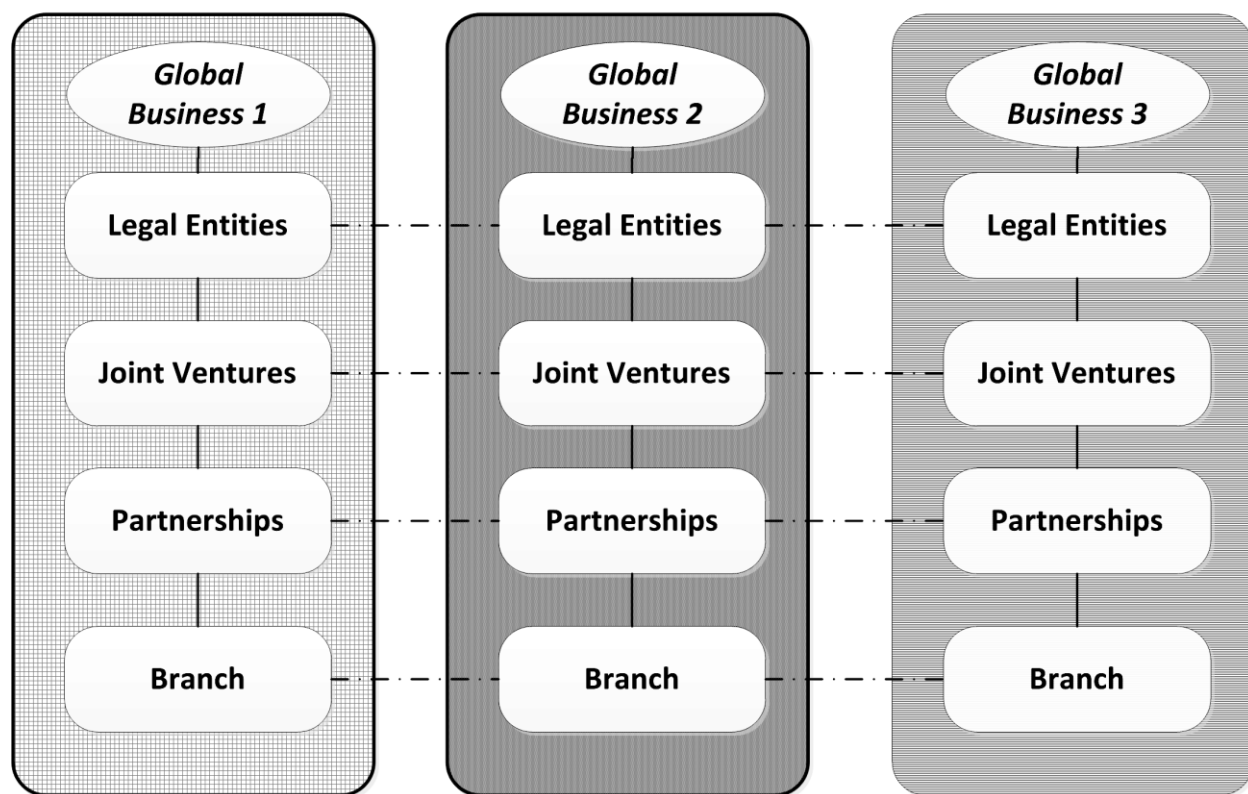 Global
Business 1
Global
Business 2
Global
Business 3
Legal Entities
Legal Entities
Legal Entities
Joint Ventures
Joint Ventures
Joint Ventures
Partnerships
Partnerships
Partnerships
Branch
Branch
Branch